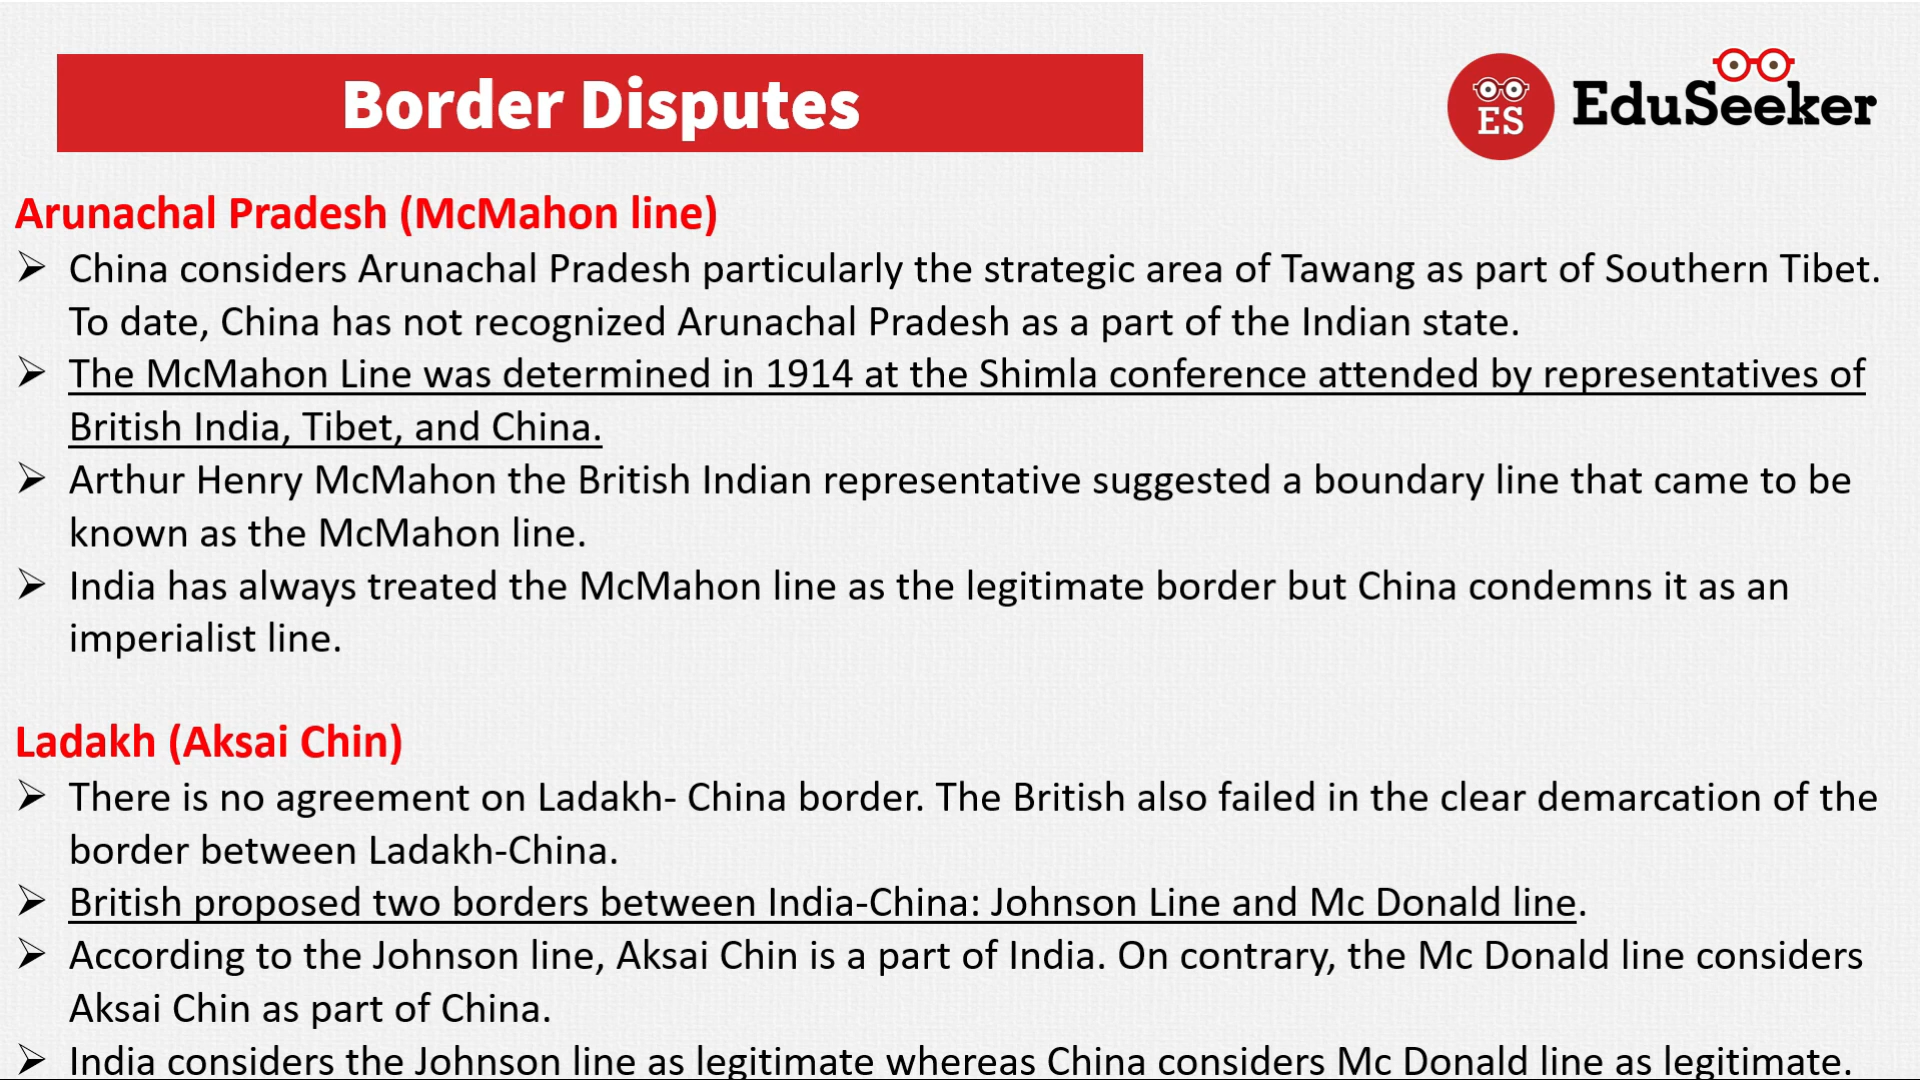 Border Disputes
ES
EduSeeker
Arunachal Pradesh (McMahon line)
➢ China considers Arunachal Pradesh particularly the strategic area of Tawang as part of Southern Tibet.
To date, China has not recognized Arunachal Pradesh as a part of the Indian state.
➢ The McMahon Line was determined in 1914 at the Shimla conference attended by representatives of
British India, Tibet, and China.
➢ Arthur Henry McMahon the British Indian representative suggested a boundary line that came to be
known as the McMahon line.
➢ India has always treated the McMahon line as the legitimate border but China condemns it as an
imperialist line.
Ladakh (Aksai Chin)
➢ There is no agreement on Ladakh- China border. The British also failed in the clear demarcation of the
border between Ladakh-China.
➢ British proposed two borders between India-China: Johnson Line and Mc Donald line.
➢ According to the Johnson line, Aksai Chin is a part of India. On contrary, the Mc Donald line considers
Aksai Chin as part of China.
➢ India considers the Johnson line as legitimate whereas China considers Mc Donald line as legitimate.